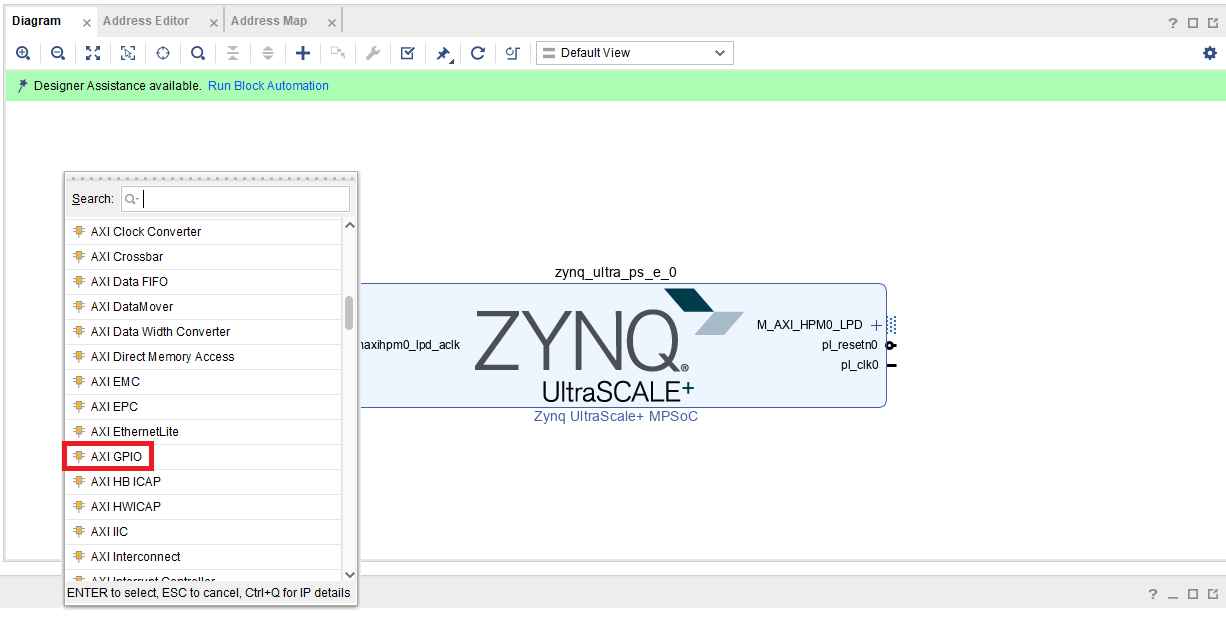 Diagram Address Editor Address Map
Default View
Designer Assistance available. Run Block Automation
Search:
AXI Clock Converter
AXI Crossbar
AXI Data FIFO
AXI DataMover
AXI Data Width Converter
AXI Direct Memory Access
AXI EMC
AXI EPC
AXI EthernetLite
AXI GPIO
AXI HB ICAP
AXI HWICAP
AXI IIC
AXI Interconnect
AXI Interrupt Controller
ENTER to select, ESC to cancel, Ctrl+Q for IP details
zynq_ultra_ps_e_0
ZYNQ®
UltraSCALE+
M_AXI_HPM0_LPD
maxihpm0_lpd_aclk
pl_resetn0
pl_clk0
Zynq UltraScale+ MPSoC